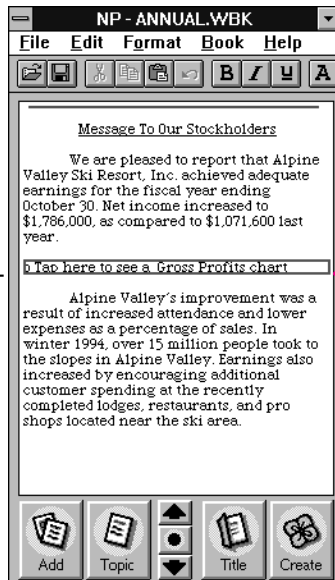 NP - ANNUAL.WBK
File Edit Format Book Help
B I U A
Message To Our Stockholders
We are pleased to report that Alpine
Valley Ski Resort, Inc. achieved adequate
earnings for the fiscal year ending
October 30. Net income increased to
$1,786,000, as compared to $1,071,600 last
year.
Tap here to see a Gross Profits chart
Alpine Valley's improvement was a
result of increased attendance and lower
expenses as a percentage of sales. In
winter 1994, over 15 million people took to
the slopes in Alpine Valley. Earnings also
increased by encouraging additional
customer spending at the recently
completed lodges, restaurants, and pro
shops located near the ski area.
Add Topic Title Create